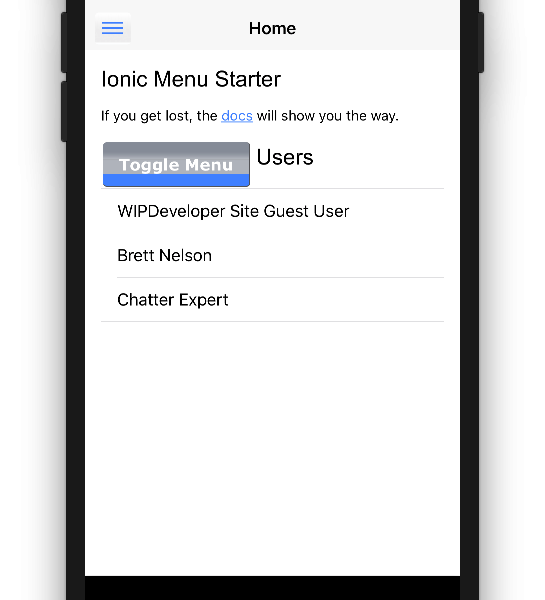 Home
Ionic Menu Starter
If you get lost, the docs will show you the way.
Toggle Menu Users
WIPDeveloper Site Guest User
Brett Nelson
Chatter Expert